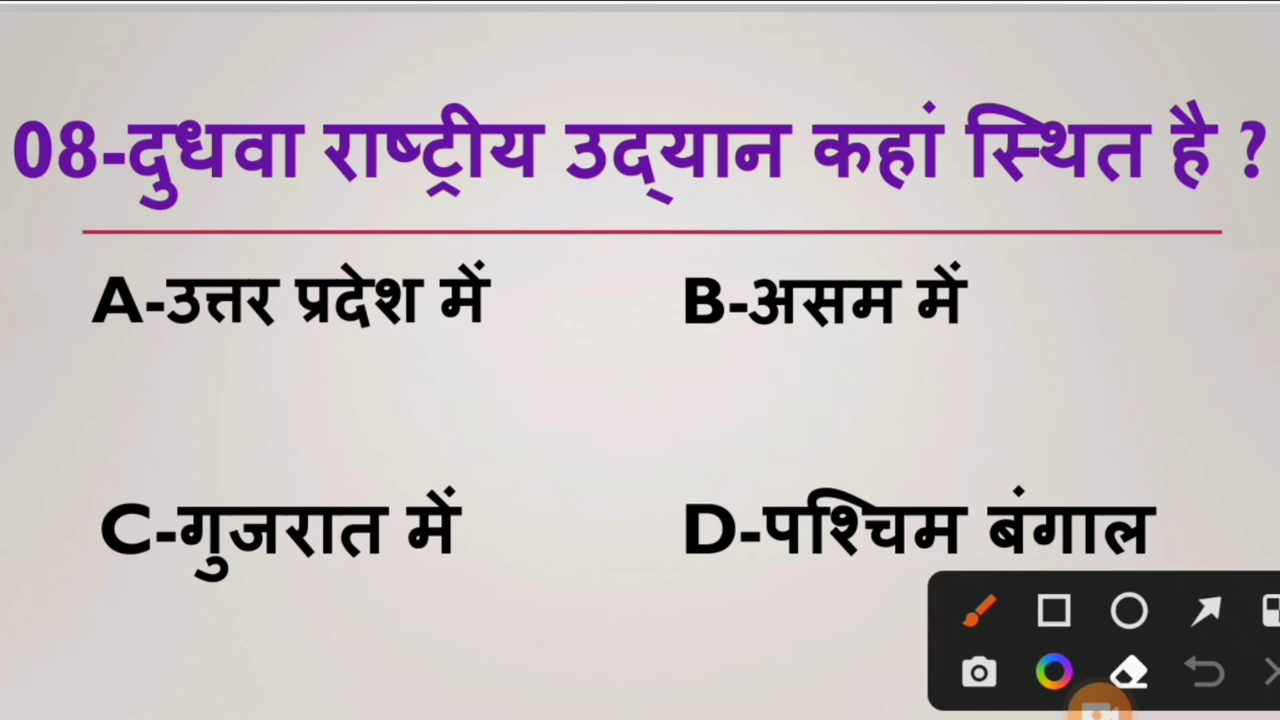 08-दुधवा राष्ट्रीय उद्यान कहां स्थित है ?
A-उत्तर प्रदेश में B-असम में
C-गुजरात में D-पश्चिम बंगाल